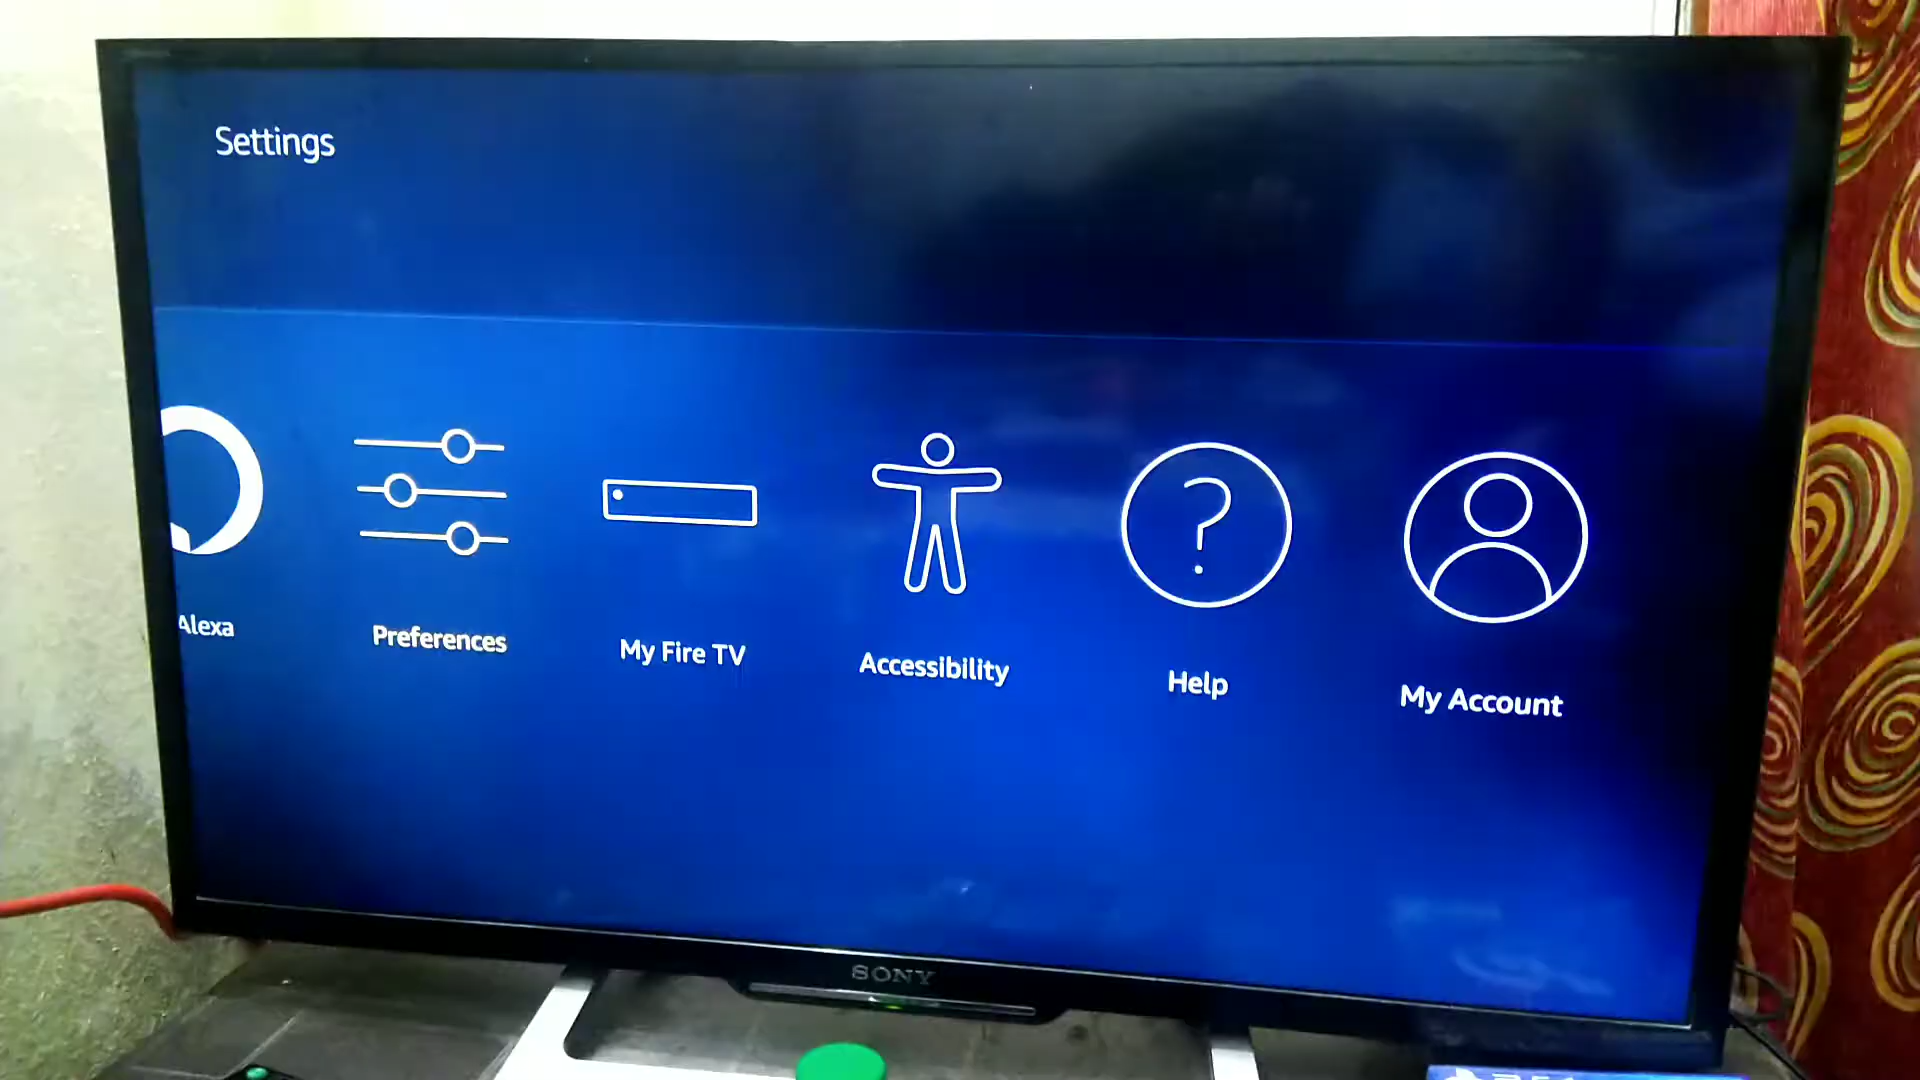 Settings
Alexa
Preferences
My Fire TV
Accessibility
Help
My Account
SONY